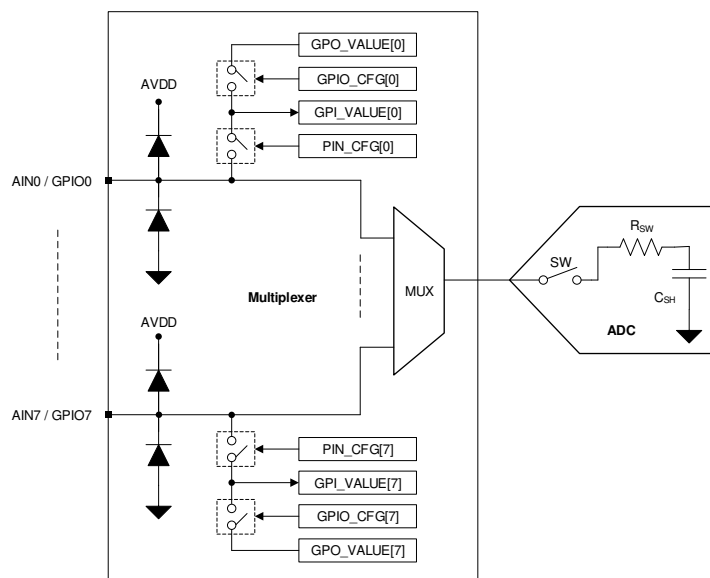 GPO_VALUE[0]
GPIO_CFG[0]
GPI_VALUE[0]
PIN_CFG[0]
AVDD
AIN0 / GPIO0
Multiplexer
MUX
SW
RSW
CSH
ADC
AVDD
AIN7 / GPIO7
PIN_CFG[7]
GPI_VALUE[7]
GPIO_CFG[7]
GPO_VALUE[7]